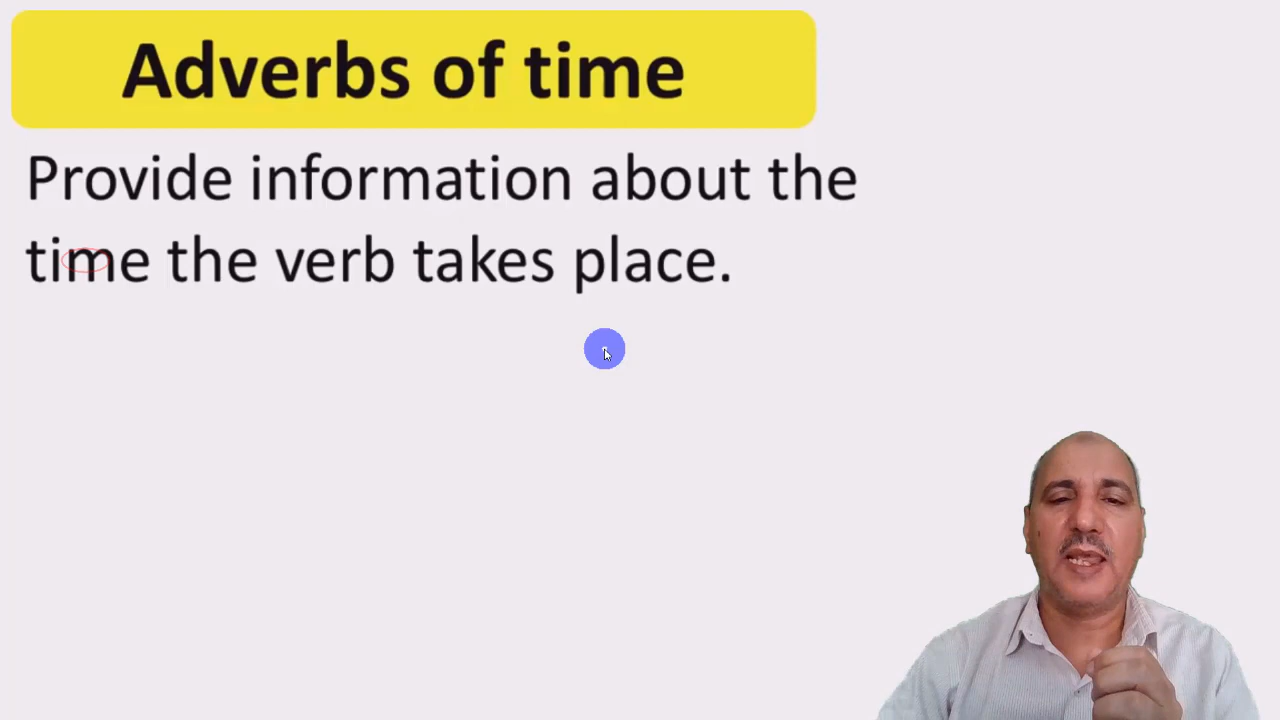 Adverbs of time
Provide information about the
time the verb takes place.